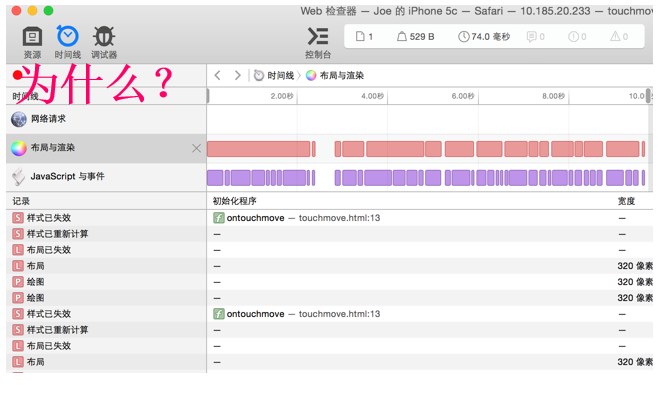 Web 检查器 — Joe 的 iPhone 5c — Safari — 10.185.20.233 — touchmove
资源 时间线 调试器 控制台 1 529 B 74.0 毫秒 0 0 0
为什么？
时间线 布局与渲染
时间线 2.00秒 4.00秒 6.00秒 8.00秒 10.0
网络请求
布局与渲染
JavaScript 与事件
记录 初始化程序 宽度
S 样式已失效 f ontouchmove — touchmove.html:13 —
S 样式已重新计算 — —
L 布局已失效 — —
L 布局 — 320 像素
P 绘图 — 320 像素
P 绘图 — 320 像素
S 样式已失效 f ontouchmove — touchmove.html:13 —
S 样式已重新计算 — —
L 布局已失效 — —
L 布局 — 320 像素